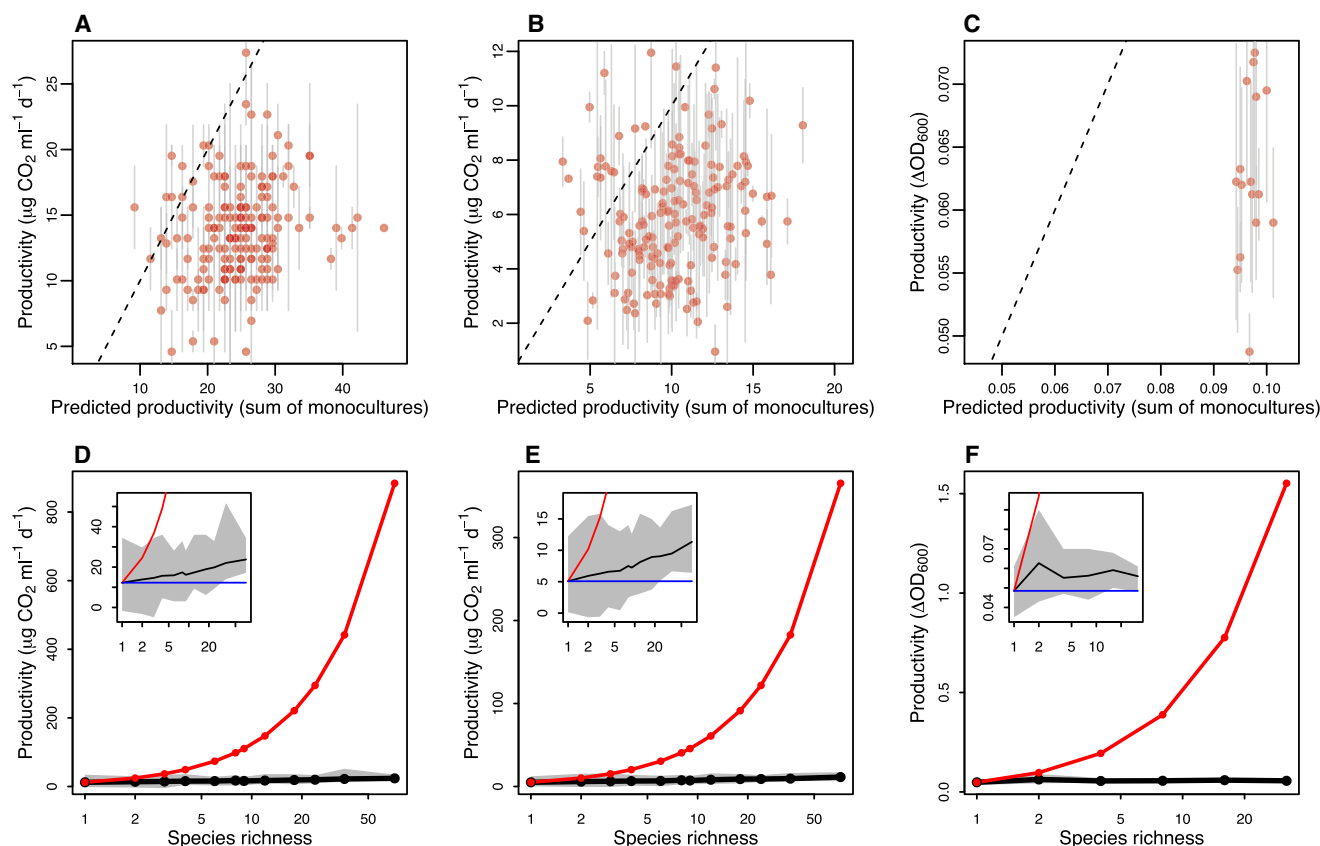 A
Productivity (µg CO2 ml−1 d−1)
5 10 15 20 25
10 20 30 40
Predicted productivity (sum of monocultures)
B
Productivity (µg CO2 ml−1 d−1)
2 4 6 8 10 12
5 10 15 20
Predicted productivity (sum of monocultures)
C
Productivity (ΔOD600)
0.050 0.055 0.060 0.065 0.070
0.05 0.06 0.07 0.08 0.09 0.10
Predicted productivity (sum of monocultures)
D
Productivity (µg CO2 ml−1 d−1)
0 200 400 600 800
0 20 40
1 2 5 20
1 2 5 10 20 50
Species richness
E
Productivity (µg CO2 ml−1 d−1)
0 100 200 300
0 5 10 15
1 2 5 20
1 2 5 10 20 50
Species richness
F
Productivity (ΔOD600)
0.0 0.5 1.0 1.5
0.04 0.07
1 2 5 10
1 2 5 10 20
Species richness